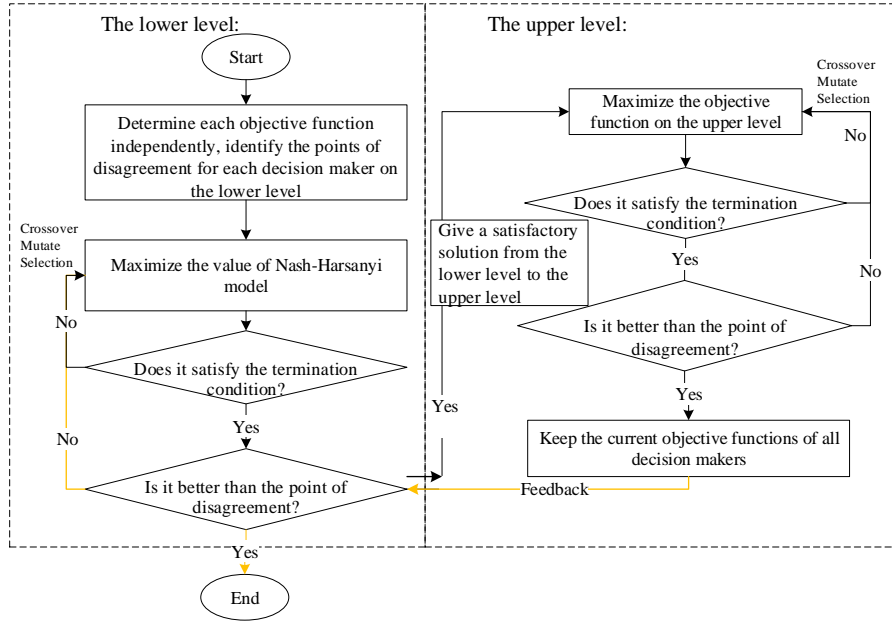 The lower level:
Start
Determine each objective function
independently, identify the points of
disagreement for each decision maker on
the lower level
Crossover
Mutate
Selection
Maximize the value of Nash-Harsanyi
model
No
Does it satisfy the termination
condition?
Yes
No
Is it better than the point of
disagreement?
Yes
End
The upper level:
Crossover
Mutate
Selection
Maximize the objective
function on the upper level
No
Does it satisfy the termination
condition?
Give a satisfactory
solution from the
lower level to the
upper level
Yes
No
Is it better than the point of
disagreement?
Yes
Yes
Keep the current objective functions of all
decision makers
Feedback